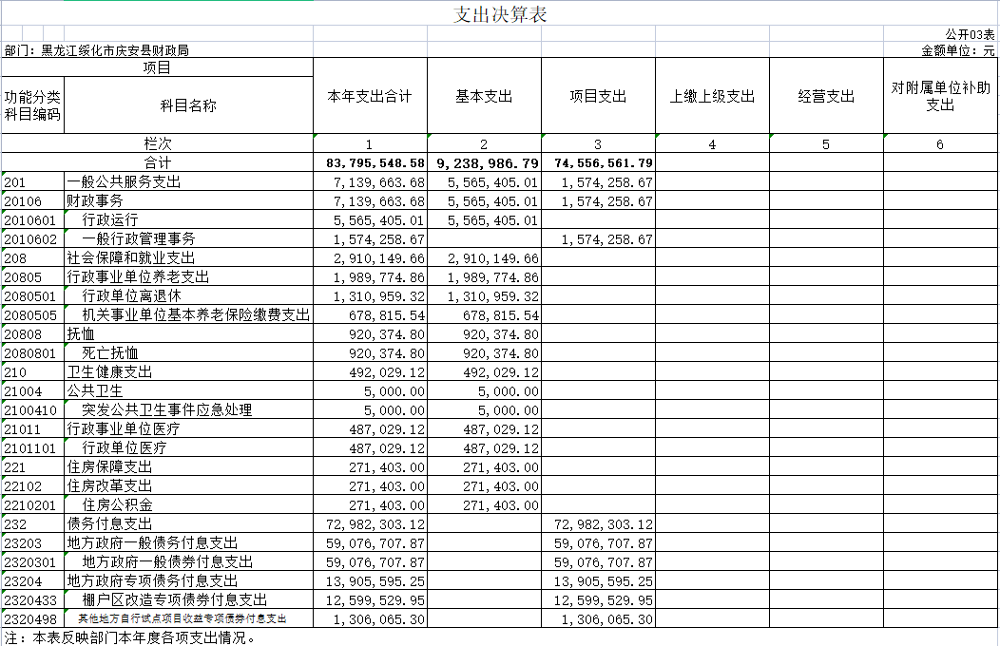 支出决算表
公开03表
部门：黑龙江绥化市庆安县财政局 金额单位：元
项目
功能分类科目编码 科目名称 本年支出合计 基本支出 项目支出 上缴上级支出 经营支出 对附属单位补助支出
栏次 1 2 3 4 5 6
合计 83,795,548.58 9,238,986.79 74,556,561.79
201 一般公共服务支出 7,139,663.68 5,565,405.01 1,574,258.67
20106 财政事务 7,139,663.68 5,565,405.01 1,574,258.67
2010601 行政运行 5,565,405.01 5,565,405.01
2010602 一般行政管理事务 1,574,258.67 1,574,258.67
208 社会保障和就业支出 2,910,149.66 2,910,149.66
20805 行政事业单位养老支出 1,989,774.86 1,989,774.86
2080501 行政单位离退休 1,310,959.32 1,310,959.32
2080505 机关事业单位基本养老保险缴费支出 678,815.54 678,815.54
20808 抚恤 920,374.80 920,374.80
2080801 死亡抚恤 920,374.80 920,374.80
210 卫生健康支出 492,029.12 492,029.12
21004 公共卫生 5,000.00 5,000.00
2100410 突发公共卫生事件应急处理 5,000.00 5,000.00
21011 行政事业单位医疗 487,029.12 487,029.12
2101101 行政单位医疗 487,029.12 487,029.12
221 住房保障支出 271,403.00 271,403.00
22102 住房改革支出 271,403.00 271,403.00
2210201 住房公积金 271,403.00 271,403.00
232 债务付息支出 72,982,303.12 72,982,303.12
23203 地方政府一般债务付息支出 59,076,707.87 59,076,707.87
2320301 地方政府一般债券付息支出 59,076,707.87 59,076,707.87
23204 地方政府专项债务付息支出 13,905,595.25 13,905,595.25
2320433 棚户区改造专项债券付息支出 12,599,529.95 12,599,529.95
2320498 其他地方自行试点项目收益专项债券付息支出 1,306,065.30 1,306,065.30
注：本表反映部门本年度各项支出情况。